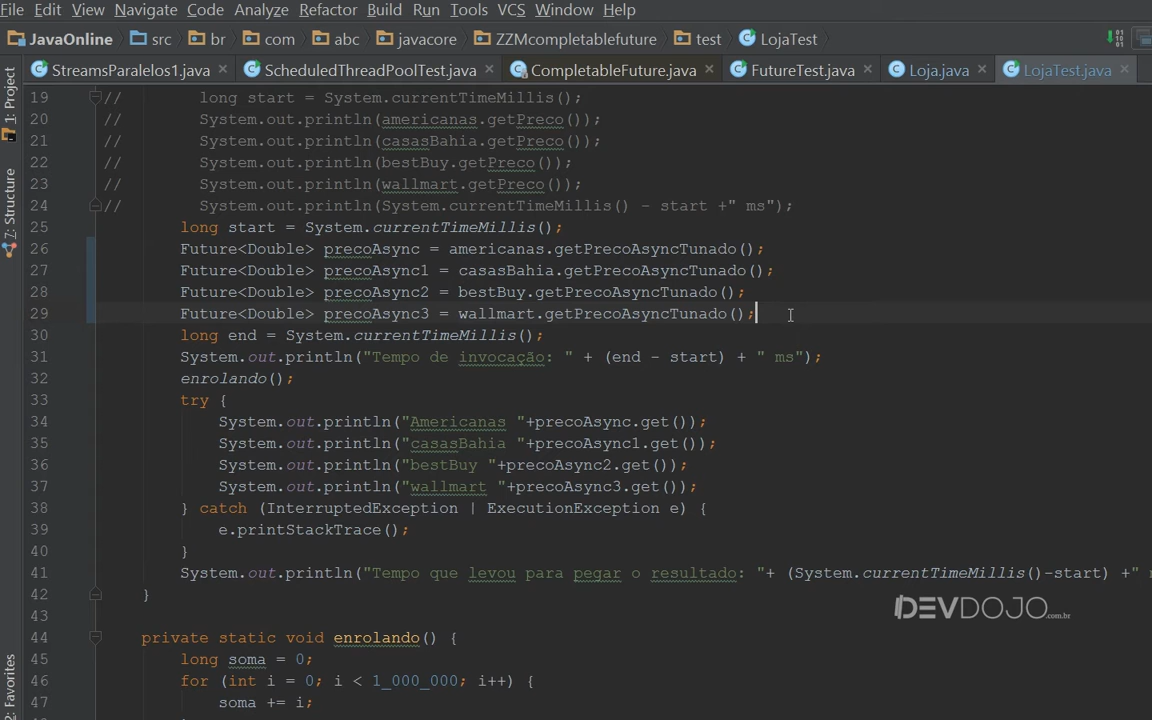 File Edit View Navigate Code Analyze Refactor Build Run Tools VCS Window Help
JavaOnline src br com abc javacore ZZMcompletablefuture test LojaTest
StreamsParalelos1.java ScheduledThreadPoolTest.java CompletableFuture.java FutureTest.java Loja.java LojaTest.java
1: Project
7: Structure
2: Favorites
19 // long start = System.currentTimeMillis();
20 // System.out.println(americanas.getPreco());
21 // System.out.println(casasBahia.getPreco());
22 // System.out.println(bestBuy.getPreco());
23 // System.out.println(wallmart.getPreco());
24 // System.out.println(System.currentTimeMillis() - start +" ms");
25 long start = System.currentTimeMillis();
26 Future<Double> precoAsync = americanas.getPrecoAsyncTunado();
27 Future<Double> precoAsync1 = casasBahia.getPrecoAsyncTunado();
28 Future<Double> precoAsync2 = bestBuy.getPrecoAsyncTunado();
29 Future<Double> precoAsync3 = wallmart.getPrecoAsyncTunado();
30 long end = System.currentTimeMillis();
31 System.out.println("Tempo de invocação: " + (end - start) + " ms");
32 enrolando();
33 try {
34 System.out.println("Americanas "+precoAsync.get());
35 System.out.println("casasBahia "+precoAsync1.get());
36 System.out.println("bestBuy "+precoAsync2.get());
37 System.out.println("wallmart "+precoAsync3.get());
38 } catch (InterruptedException | ExecutionException e) {
39 e.printStackTrace();
40 }
41 System.out.println("Tempo que levou para pegar o resultado: "+ (System.currentTimeMillis()-start) +"
42 }
DEVDOJO.com.br
43
44 private static void enrolando() {
45 long soma = 0;
46 for (int i = 0; i < 1_000_000; i++) {
47 soma += i;